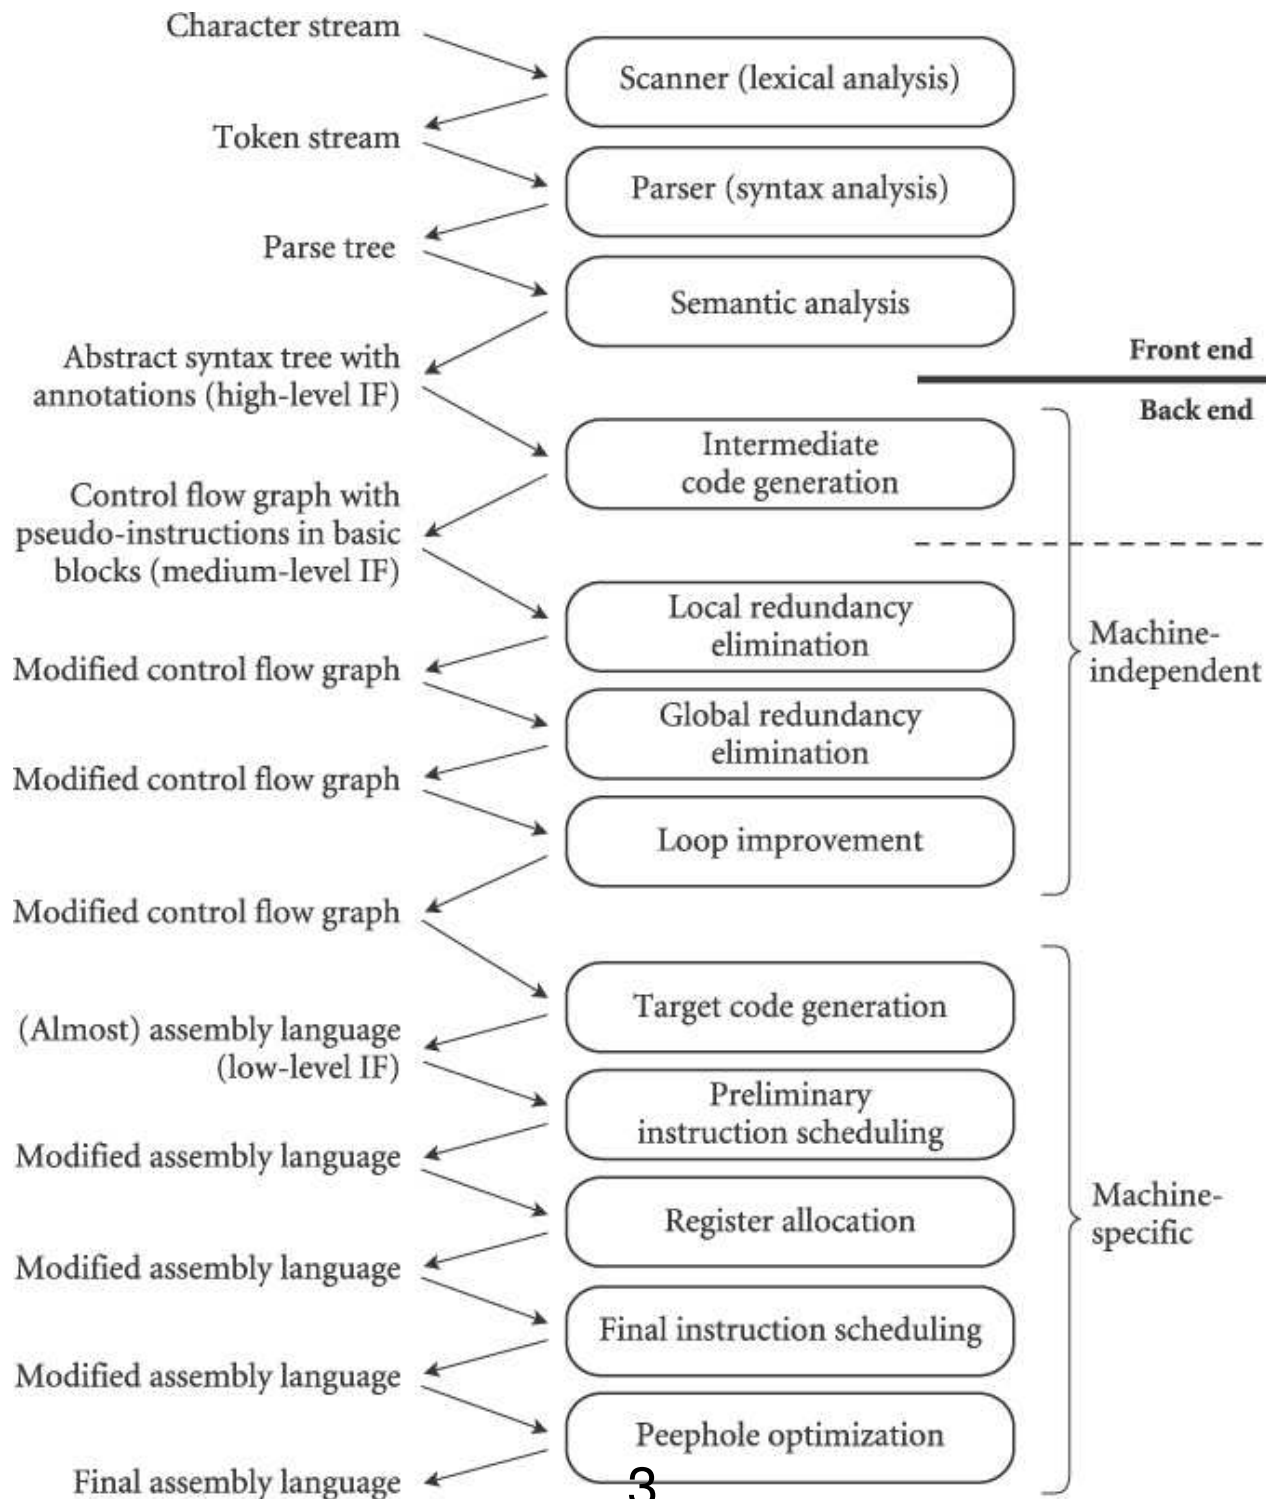 Character stream
Scanner (lexical analysis)
Token stream
Parser (syntax analysis)
Parse tree
Semantic analysis
Front end
Abstract syntax tree with
annotations (high-level IF)
Back end
Intermediate
code generation
Control flow graph with
pseudo-instructions in basic
blocks (medium-level IF)
Local redundancy
elimination
Machine-
independent
Modified control flow graph
Global redundancy
elimination
Modified control flow graph
Loop improvement
Modified control flow graph
Target code generation
(Almost) assembly language
(low-level IF)
Preliminary
instruction scheduling
Modified assembly language
Register allocation
Machine-
specific
Modified assembly language
Final instruction scheduling
Modified assembly language
Peephole optimization
Final assembly language
3